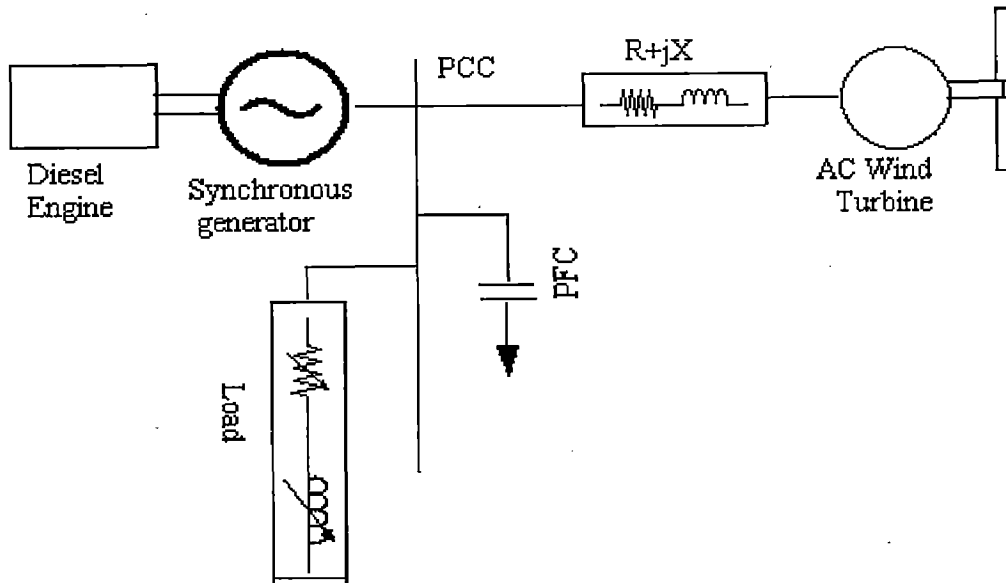 PCC
R+jX
Diesel
Engine
Synchronous
generator
AC Wind
Turbine
PFC
Load